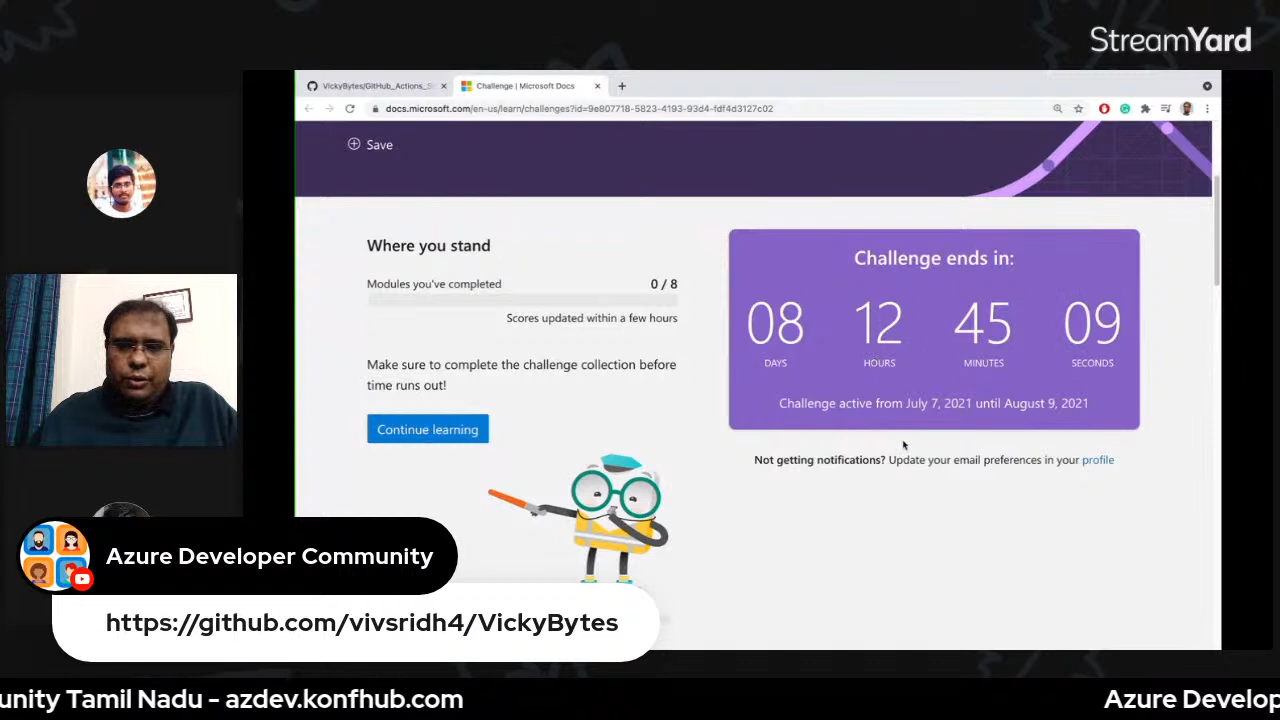 StreamYard
VickyBytes/GitHub_Actions_S
Challenge | Microsoft Docs
docs.microsoft.com/en-us/learn/challenges?id=9e807718-5823-4193-93d4-fdf4d3127c02
Save
Where you stand
Modules you've completed 0 / 8
Scores updated within a few hours
Make sure to complete the challenge collection before
time runs out!
Continue learning
Challenge ends in:
08 12 45 09
DAYS HOURS MINUTES SECONDS
Challenge active from July 7, 2021 until August 9, 2021
Not getting notifications? Update your email preferences in your profile
Azure Developer Community
https://github.com/vivsridh4/VickyBytes
unity Tamil Nadu - azdev.konfhub.com
Azure Develop